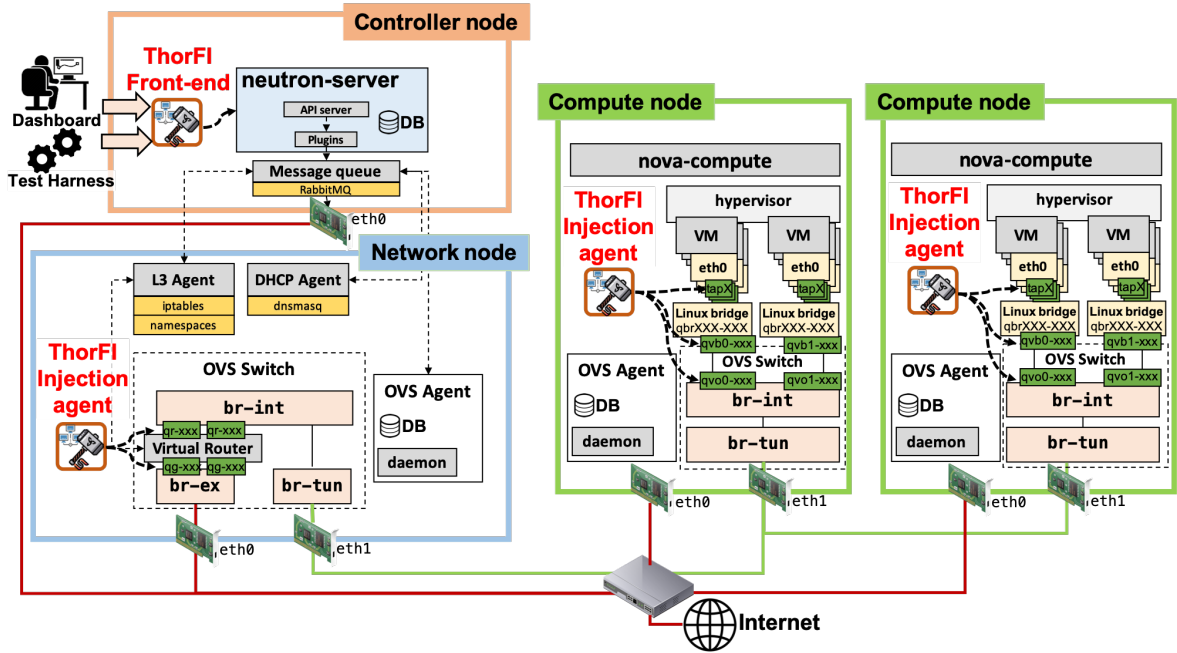 Controller node
ThorFI
Front-end
neutron-server
API server
Plugins
DB
Dashboard
Test Harness
Message queue
RabbitMQ
eth0
Network node
L3 Agent
iptables
namespaces
DHCP Agent
dnsmasq
ThorFI
Injection
agent
OVS Switch
br-int
qr-xxx
qr-xxx
Virtual Router
qg-xxx
qg-xxx
br-ex
br-tun
OVS Agent
DB
daemon
eth0
eth1
Compute node
nova-compute
ThorFI
Injection
agent
hypervisor
VM
VM
eth0
eth0
tapX
tapX
Linux bridge
qbrXXX-XXX
Linux bridge
qbrXXX-XXX
qvb0-xxx
qvb1-xxx
OVS Switch
qvo0-xxx
qvo1-xxx
br-int
br-tun
OVS Agent
DB
daemon
eth0
eth1
Compute node
nova-compute
ThorFI
Injection
agent
hypervisor
VM
VM
eth0
eth0
tapX
tapX
Linux bridge
qbrXXX-XXX
Linux bridge
qbrXXX-XXX
qvb0-xxx
qvb1-xxx
OVS Switch
qvo0-xxx
qvo1-xxx
br-int
br-tun
OVS Agent
DB
daemon
eth0
eth1
Internet